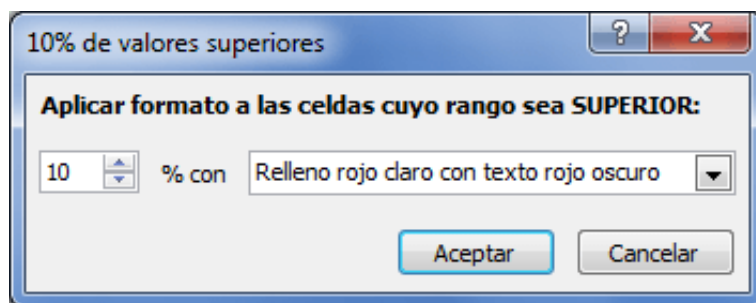 10% de valores superiores
Aplicar formato a las celdas cuyo rango sea SUPERIOR:
10 % con Relleno rojo claro con texto rojo oscuro
Aceptar Cancelar